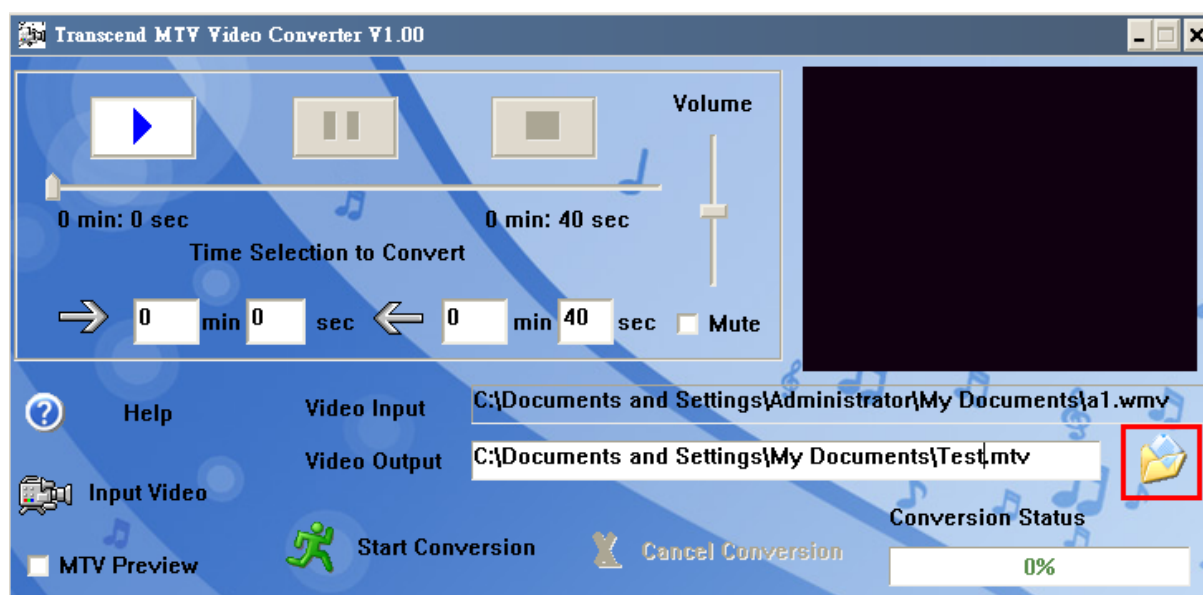 Transcend MTV Video Converter V1.00
Volume
0 min: 0 sec
0 min: 40 sec
Time Selection to Convert
0 min 0 sec 0 min 40 sec
Mute
Help
Video Input C:\Documents and Settings\Administrator\My Documents\a1.wmv
Video Output C:\Documents and Settings\My Documents\Test.mtv
Input Video
Conversion Status
Start Conversion
Cancel Conversion
MTV Preview
0%